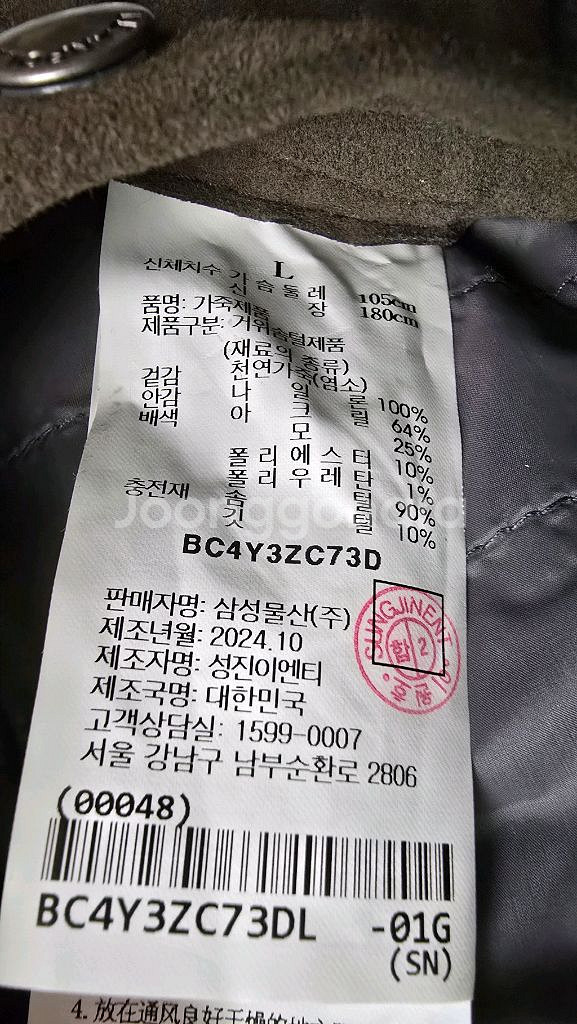 L
신체치수 가 슴 둘 레 105cm
신 장 180cm
품명: 가죽제품
제품구분: 거위솜털제품
(재료의 종류)
겉감 천연가죽(염소)
안감 나 일 론 100%
배색 아 크 릴 64%
모 25%
폴 리 에 스 터 10%
폴 리 우 레 탄 1%
충전재 솜 털 90%
깃 털 10%
BC4Y3ZC73D
판매자명: 삼성물산(주)
제조년월: 2024.10
제조자명: 성진이엔티
제조국명: 대한민국
고객상담실: 1599-0007
서울 강남구 남부순환로 2806
SUNGJIN ENT
합 2
(00048)
BC4Y3ZC73DL -01G
(SN)
4. 放在通风良好干燥的地
Joonggonara